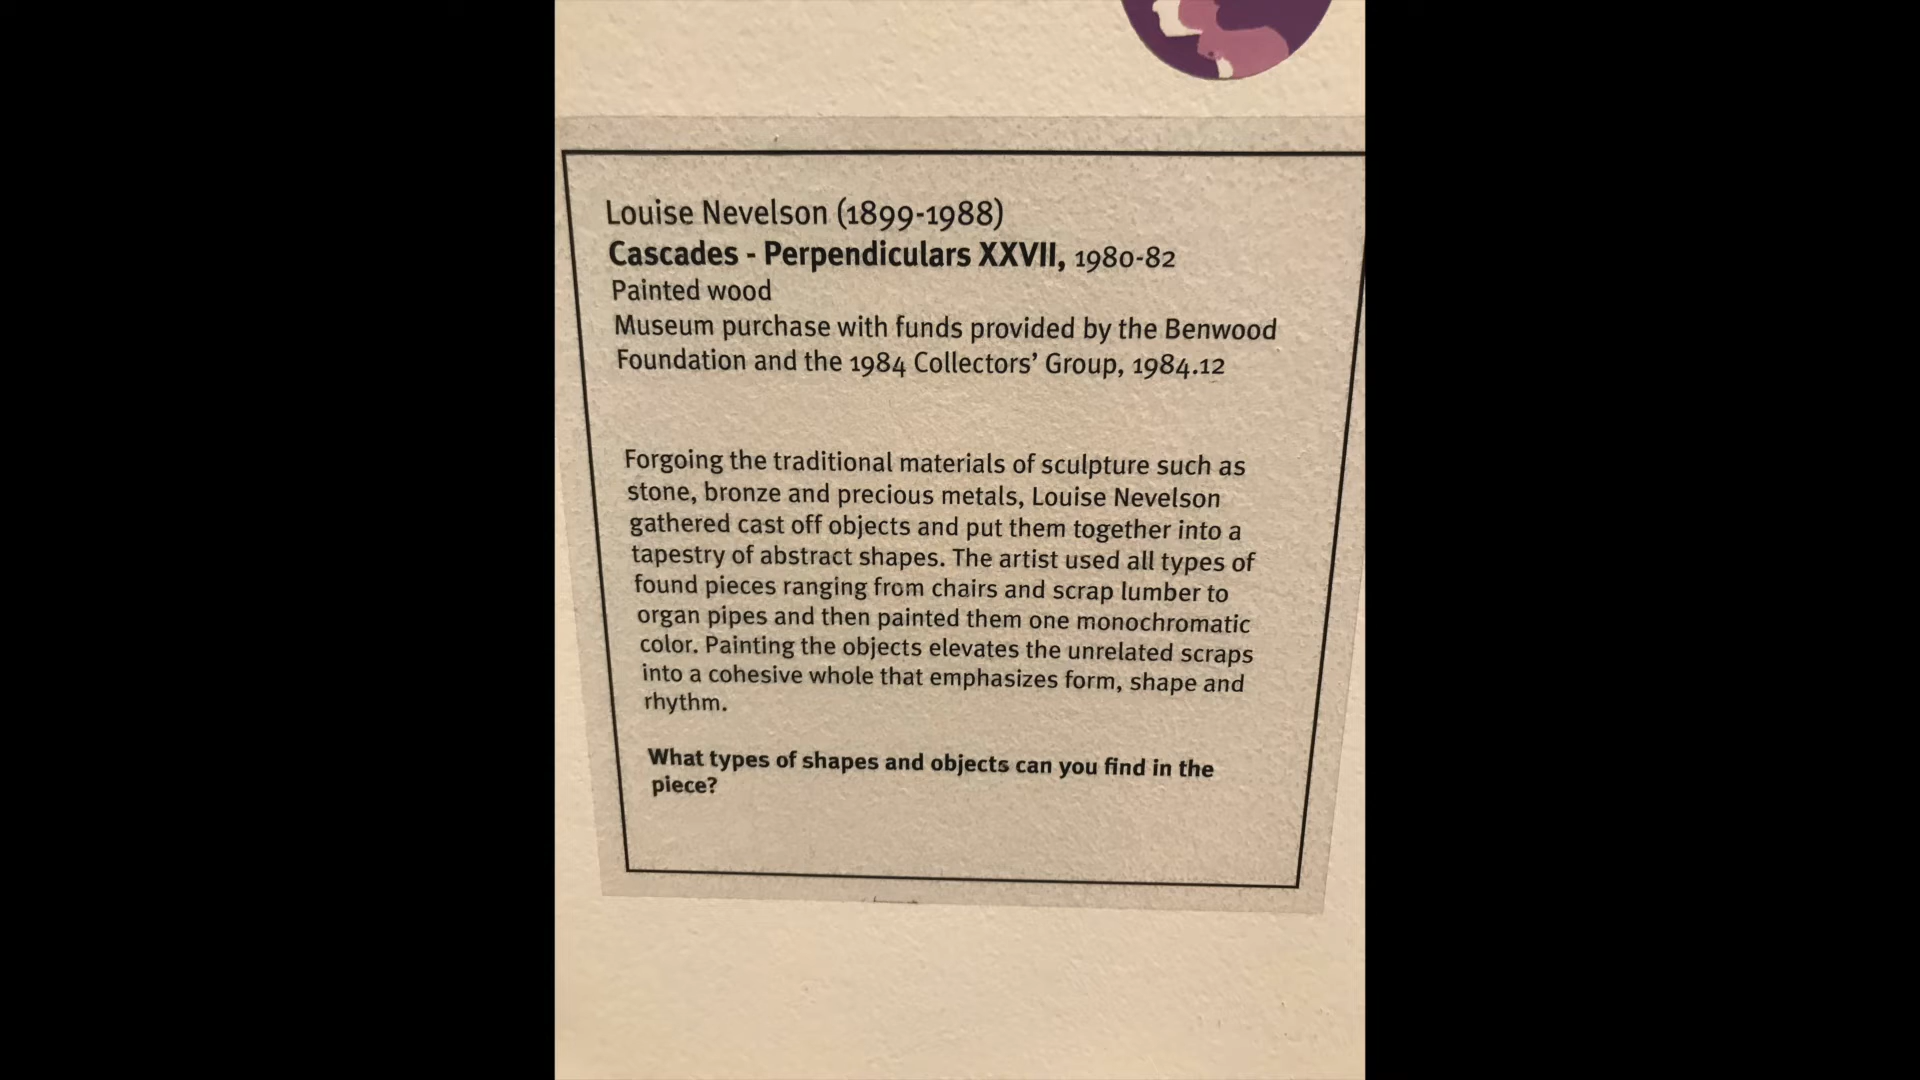 Louise Nevelson (1899-1988)
Cascades - Perpendiculars XXVII, 1980-82
Painted wood
Museum purchase with funds provided by the Benwood
Foundation and the 1984 Collectors’ Group, 1984.12
Forgoing the traditional materials of sculpture such as
stone, bronze and precious metals, Louise Nevelson
gathered cast off objects and put them together into a
tapestry of abstract shapes. The artist used all types of
found pieces ranging from chairs and scrap lumber to
organ pipes and then painted them one monochromatic
color. Painting the objects elevates the unrelated scraps
into a cohesive whole that emphasizes form, shape and
rhythm.
What types of shapes and objects can you find in the
piece?